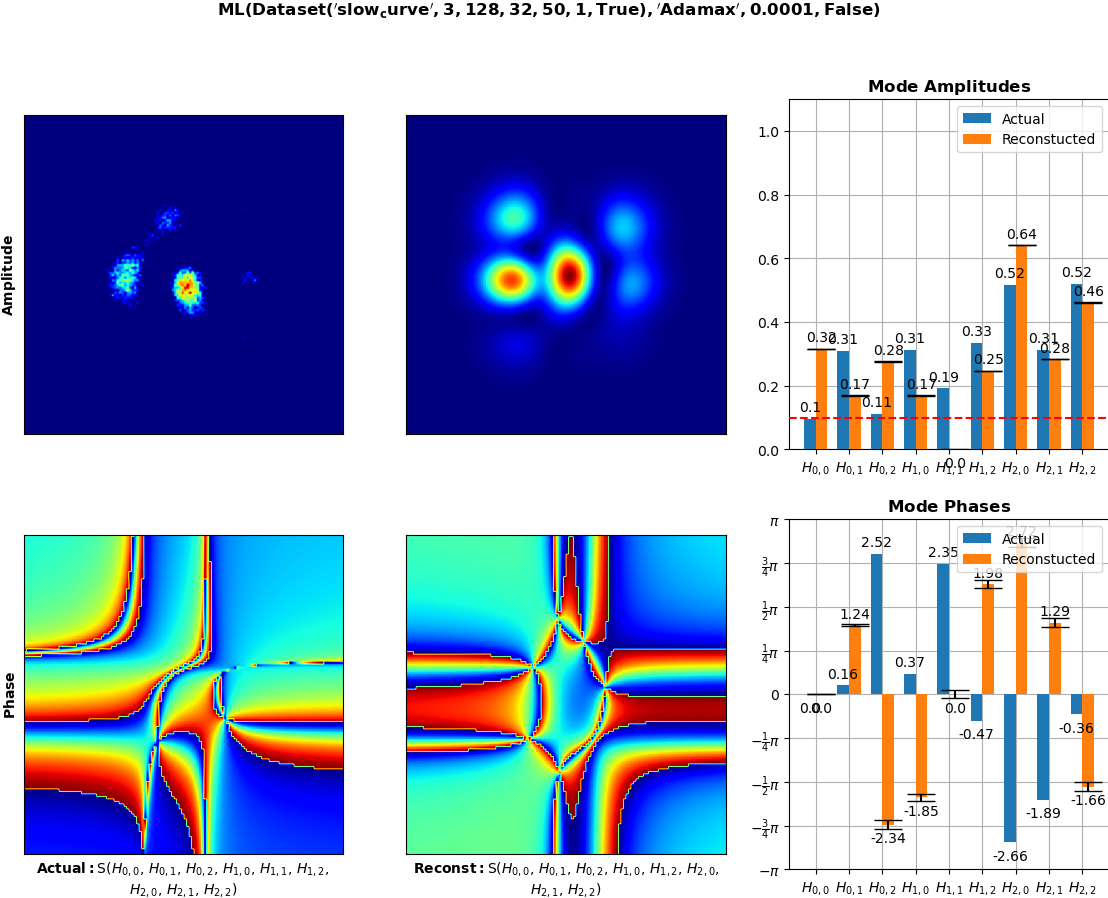 ML(Dataset('slow_curve', 3, 128, 32, 50, 1, True), 'Adamax', 0.0001, False)
Amplitude
Mode Amplitudes
Actual
Reconstucted
1.0
0.8
0.6
0.4
0.2
0.0
0.1
0.32
0.31
0.17
0.11
0.28
0.31
0.17
0.19
0.0
0.33
0.25
0.52
0.64
0.31
0.28
0.52
0.46
H0,0 H0,1 H0,2 H1,0 H1,1 H1,2 H2,0 H2,1 H2,2
Phase
Mode Phases
Actual
Reconstucted
π
3/4π
1/2π
1/4π
0
−1/4π
−1/2π
−3/4π
−π
0.0
0.0
0.16
1.24
2.52
-2.34
0.37
-1.85
2.35
0.0
-0.47
1.98
-2.66
2.72
-1.89
1.29
-0.36
-1.66
H0,0 H0,1 H0,2 H1,0 H1,1 H1,2 H2,0 H2,1 H2,2
Actual: S(H0,0, H0,1, H0,2, H1,0, H1,1, H1,2,
H2,0, H2,1, H2,2)
Reconst: S(H0,0, H0,1, H0,2, H1,0, H1,2, H2,0,
H2,1, H2,2)